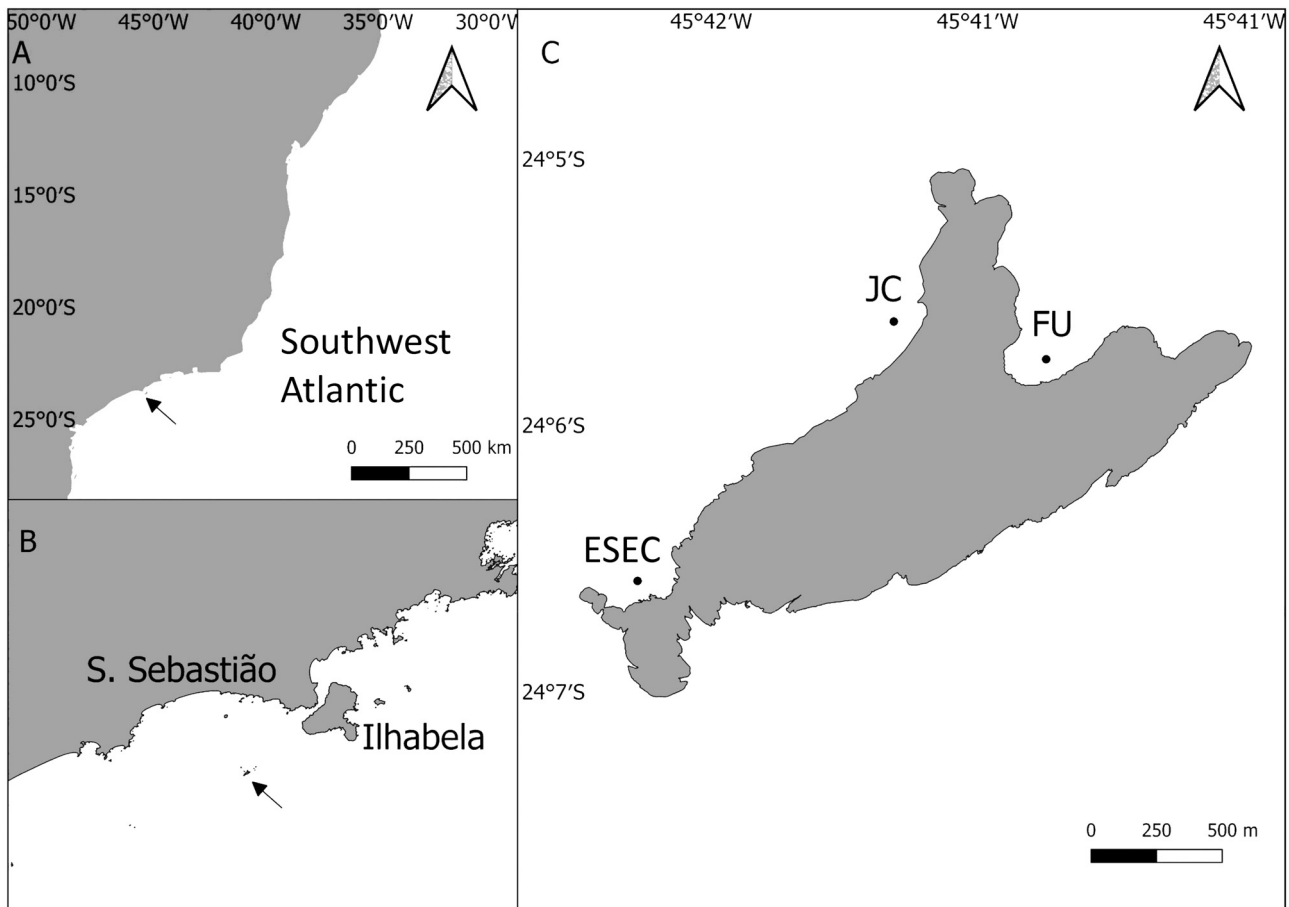 50°0′W 45°0′W 40°0′W 35°0′W 30°0′W
A
10°0′S
15°0′S
20°0′S
25°0′S
Southwest
Atlantic
0 250 500 km
B
S. Sebastião
Ilhabela
45°42′W 45°41′W 45°41′W
C
24°5′S
24°6′S
24°7′S
JC
FU
ESEC
0 250 500 m